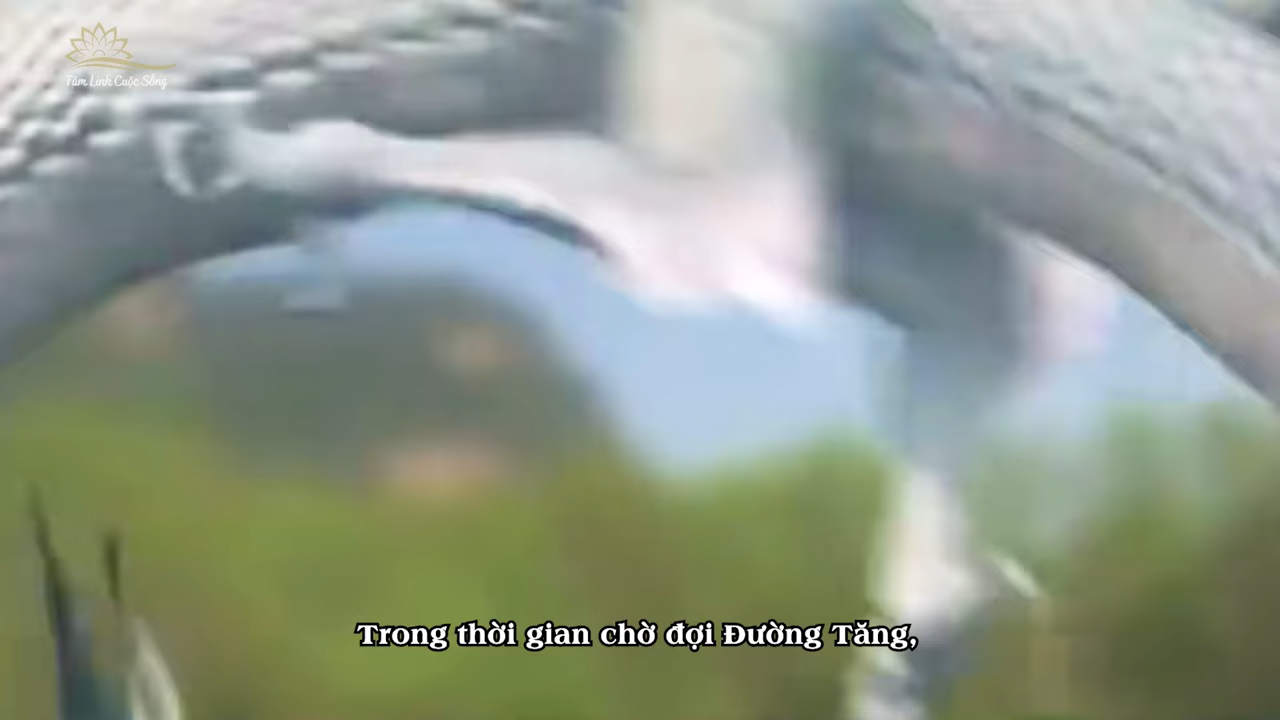 Tâm Linh Cuộc Sống
Trong thời gian chờ đợi Đường Tăng,